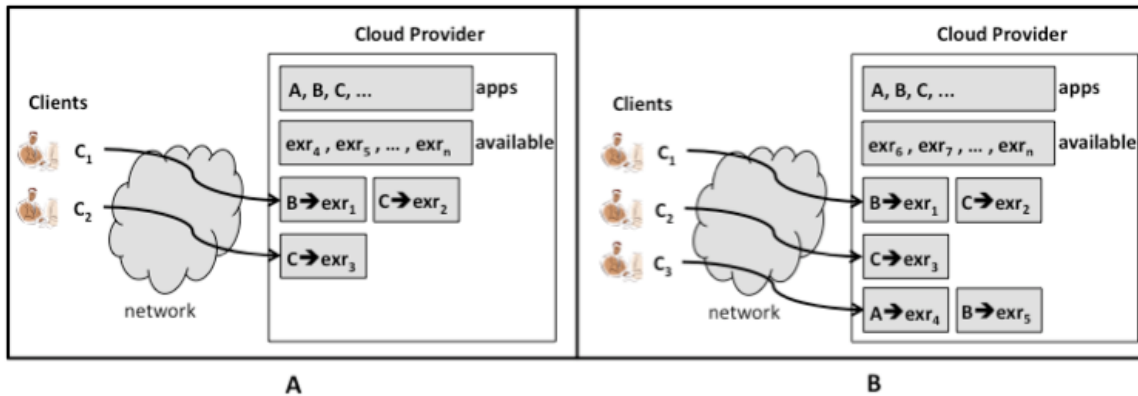 Cloud Provider
A, B, C, ... apps
Clients
exr₄ , exr₅ , ... , exrₙ available
C₁
B➔exr₁ C➔exr₂
C₂
C➔exr₃
network
A
Cloud Provider
A, B, C, ... apps
Clients
exr₆ , exr₇ , ... , exrₙ available
C₁
B➔exr₁ C➔exr₂
C₂
C➔exr₃
C₃
A➔exr₄ B➔exr₅
network
B